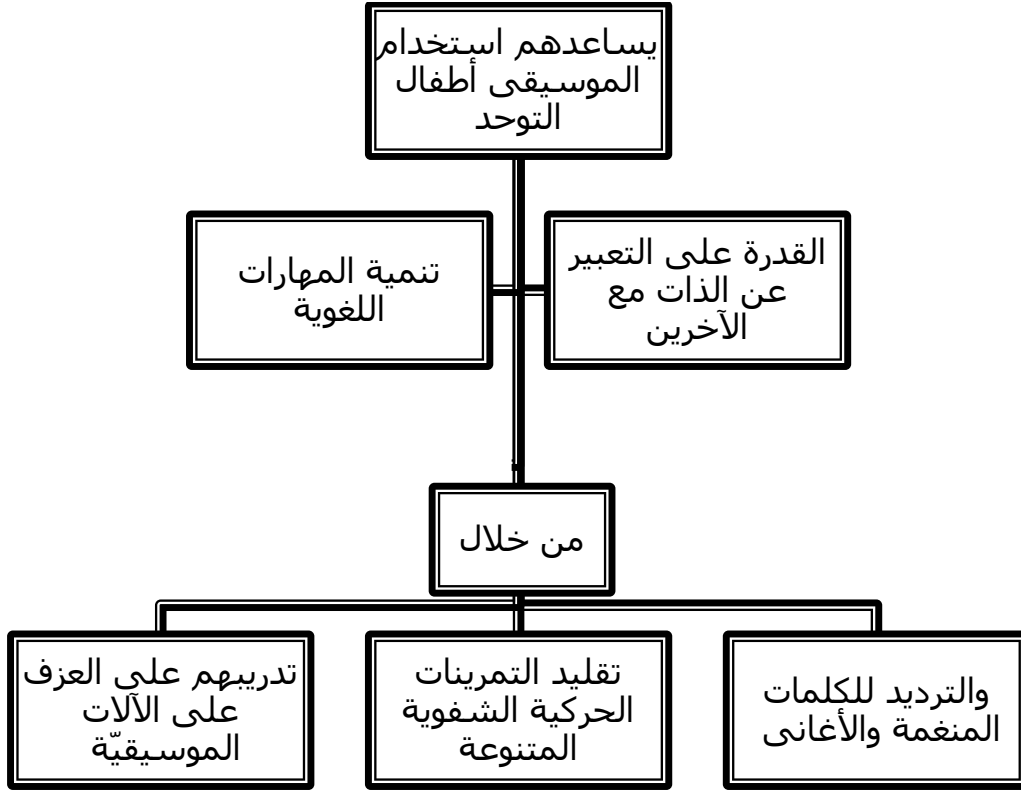 يساعدهم استخدام
الموسيقى أطفال
التوحد
القدرة على التعبير
عن الذات مع
الآخرين
تنمية المهارات
اللغوية
من خلال
والترديد للكلمات
المنغمة والأغانى
تقليد التمرينات
الحركية الشفوية
المتنوعة
تدريبهم على العزف
على الآلات
الموسيقيّة